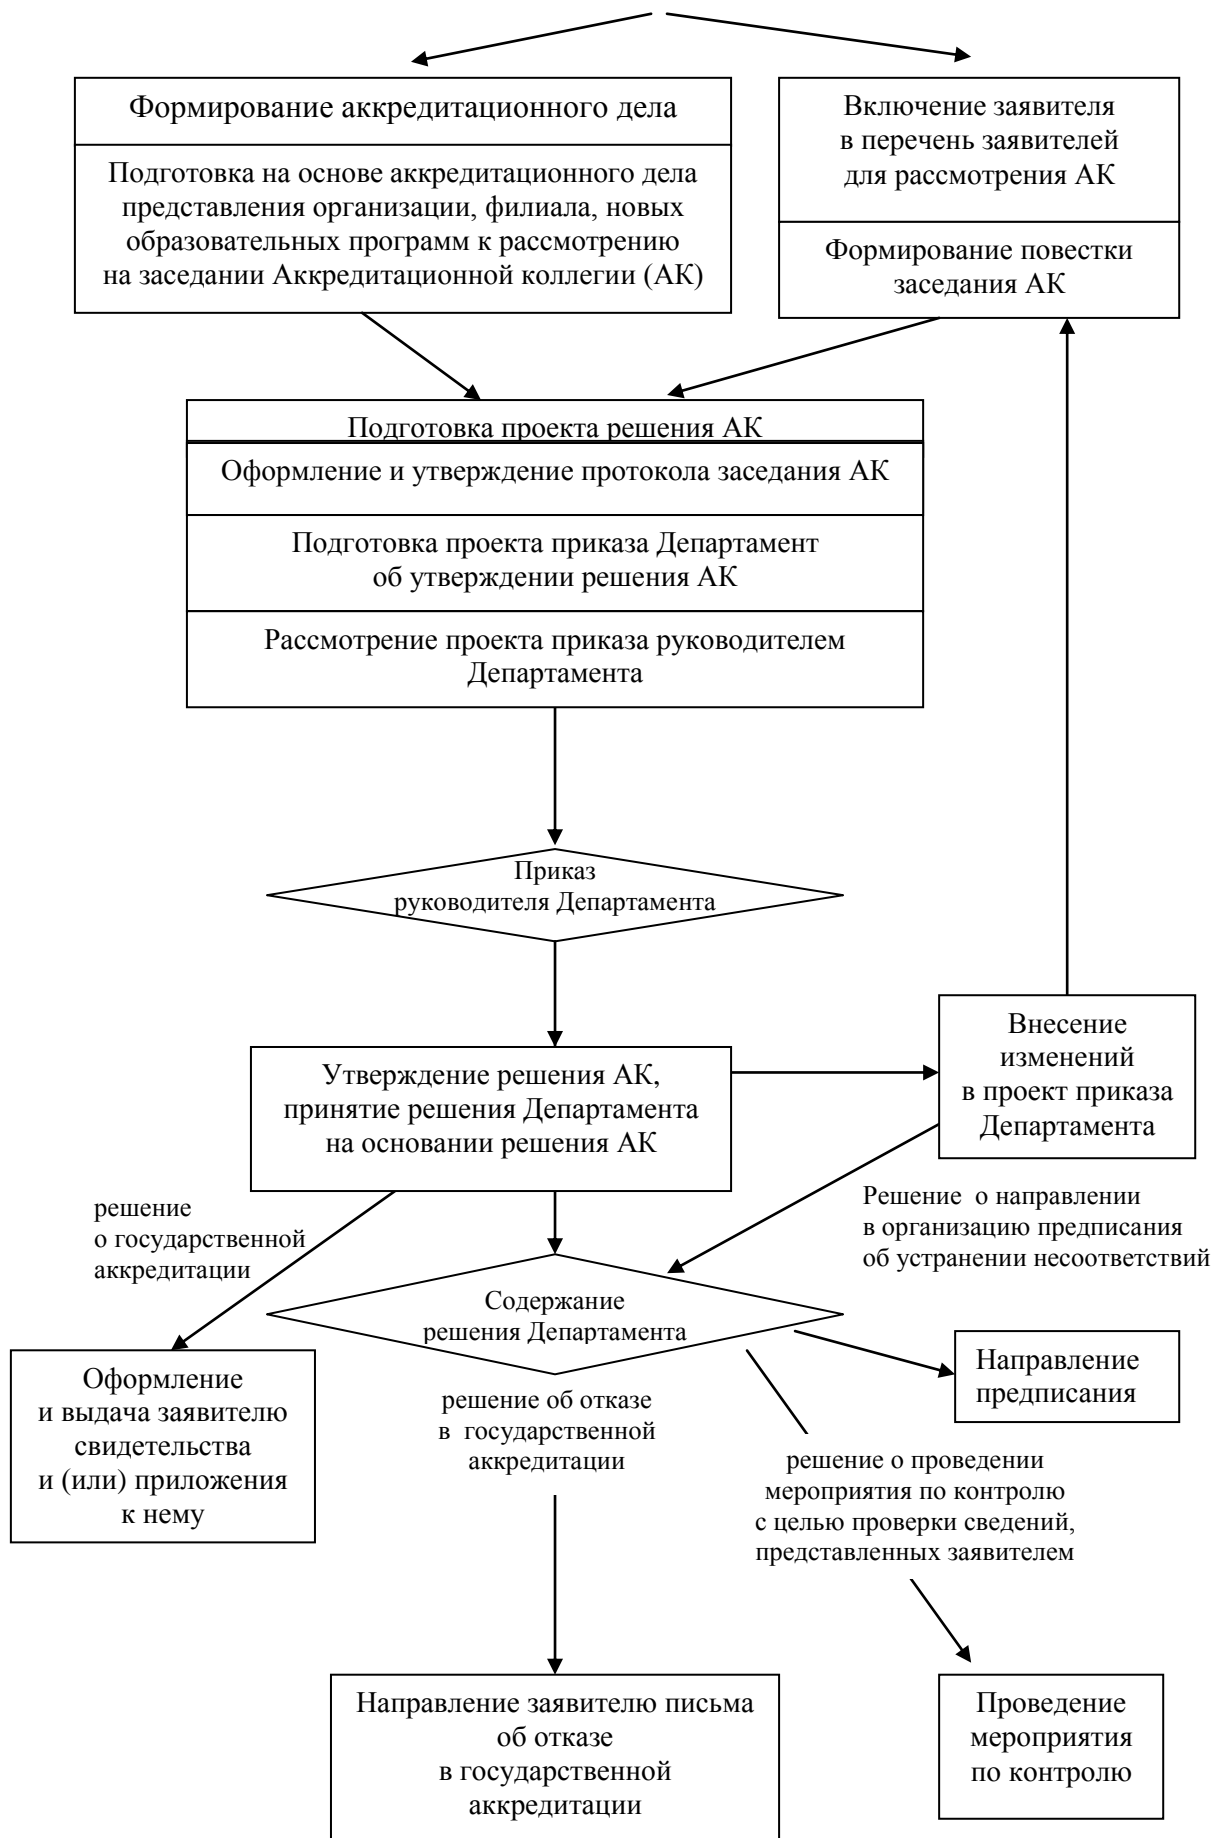 Формирование аккредитационного дела
Подготовка на основе аккредитационного дела
представления организации, филиала, новых
образовательных программ к рассмотрению
на заседании Аккредитационной коллегии (АК)
Включение заявителя
в перечень заявителей
для рассмотрения АК
Формирование повестки
заседания АК
Подготовка проекта решения АК
Оформление и утверждение протокола заседания АК
Подготовка проекта приказа Департамент
об утверждении решения АК
Рассмотрение проекта приказа руководителем
Департамента
Приказ
руководителя Департамента
Утверждение решения АК,
принятие решения Департамента
на основании решения АК
Внесение
изменений
в проект приказа
Департамента
решение
о государственной
аккредитации
Решение о направлении
в организацию предписания
об устранении несоответствий
Содержание
решения Департамента
Оформление
и выдача заявителю
свидетельства
и (или) приложения
к нему
Направление
предписания
решение об отказе
в государственной
аккредитации
решение о проведении
мероприятия по контролю
с целью проверки сведений,
представленных заявителем
Направление заявителю письма
об отказе
в государственной
аккредитации
Проведение
мероприятия
по контролю